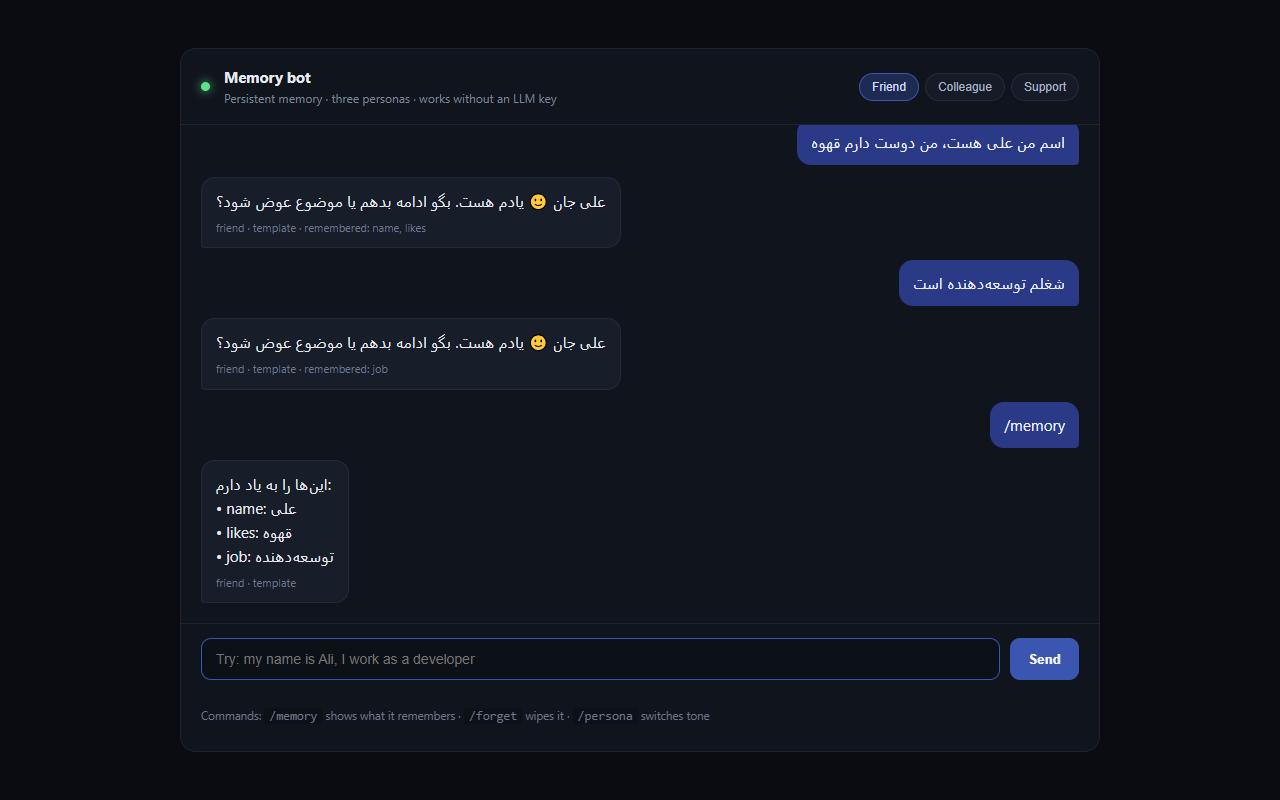 Memory bot
Persistent memory · three personas · works without an LLM key
Friend
Colleague
Support
اسم من علی هست، من دوست دارم قهوه
علی جان 🙂 یادم هست. بگو ادامه بدهم یا موضوع عوض شود؟
friend · template · remembered: name, likes
شغلم توسعه‌دهنده است
علی جان 🙂 یادم هست. بگو ادامه بدهم یا موضوع عوض شود؟
friend · template · remembered: job
/memory
این‌ها را به یاد دارم:
• name: علی
• likes: قهوه
• job: توسعه‌دهنده
friend · template
Try: my name is Ali, I work as a developer
Send
Commands: /memory shows what it remembers · /forget wipes it · /persona switches tone